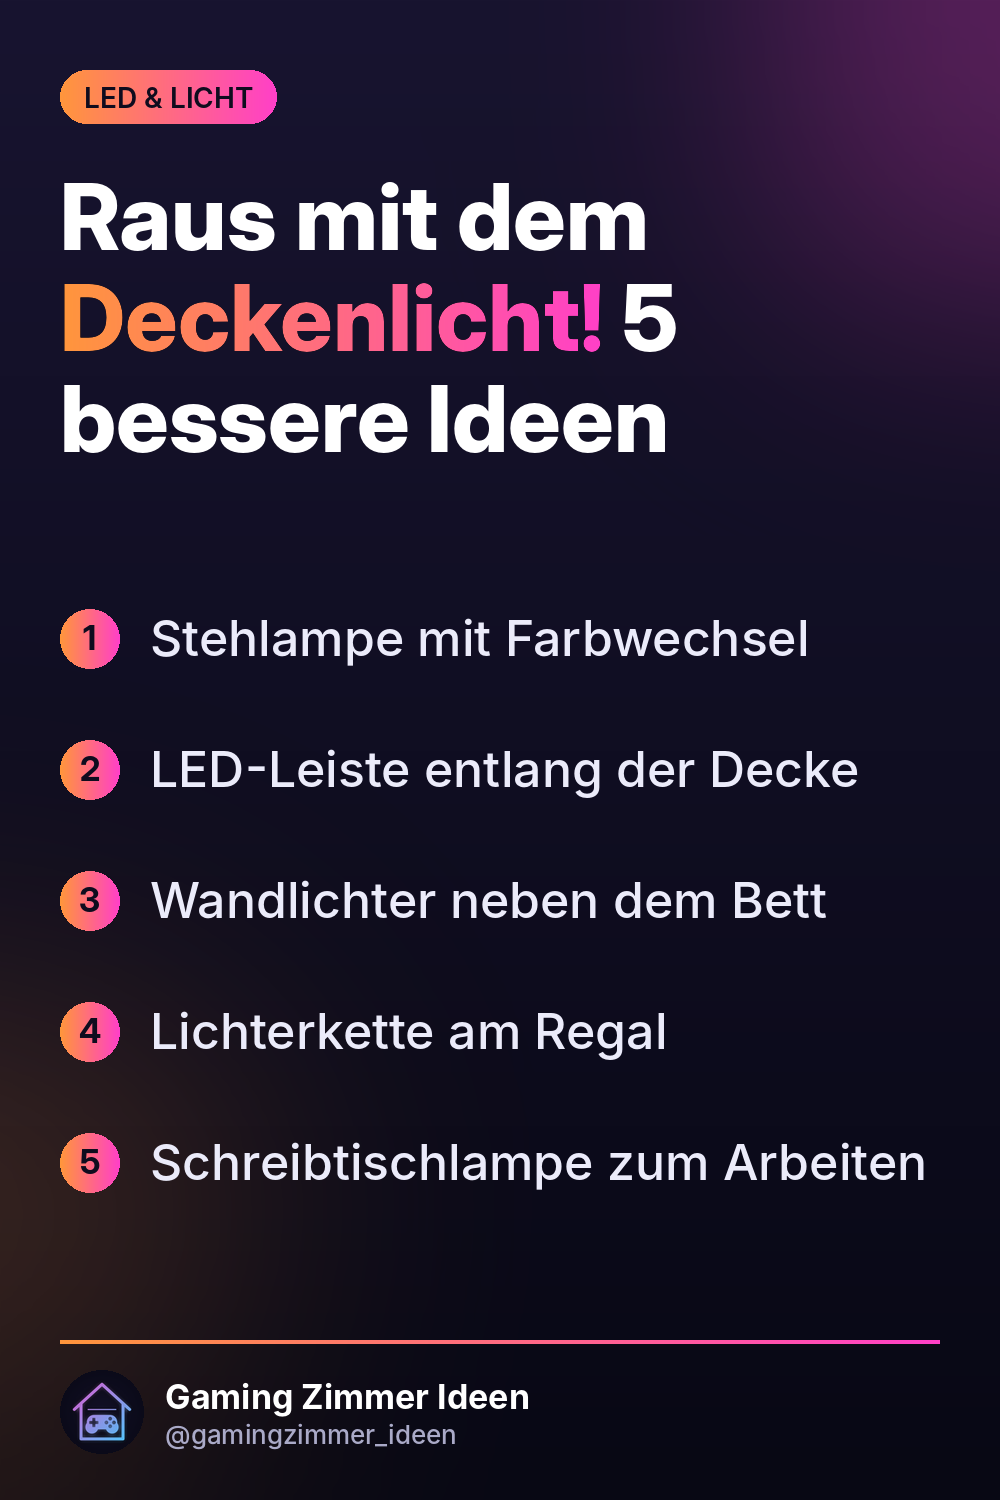 LED & LICHT
Raus mit dem
Deckenlicht! 5
bessere Ideen
1 Stehlampe mit Farbwechsel
2 LED-Leiste entlang der Decke
3 Wandlichter neben dem Bett
4 Lichterkette am Regal
5 Schreibtischlampe zum Arbeiten
Gaming Zimmer Ideen
@gamingzimmer_ideen